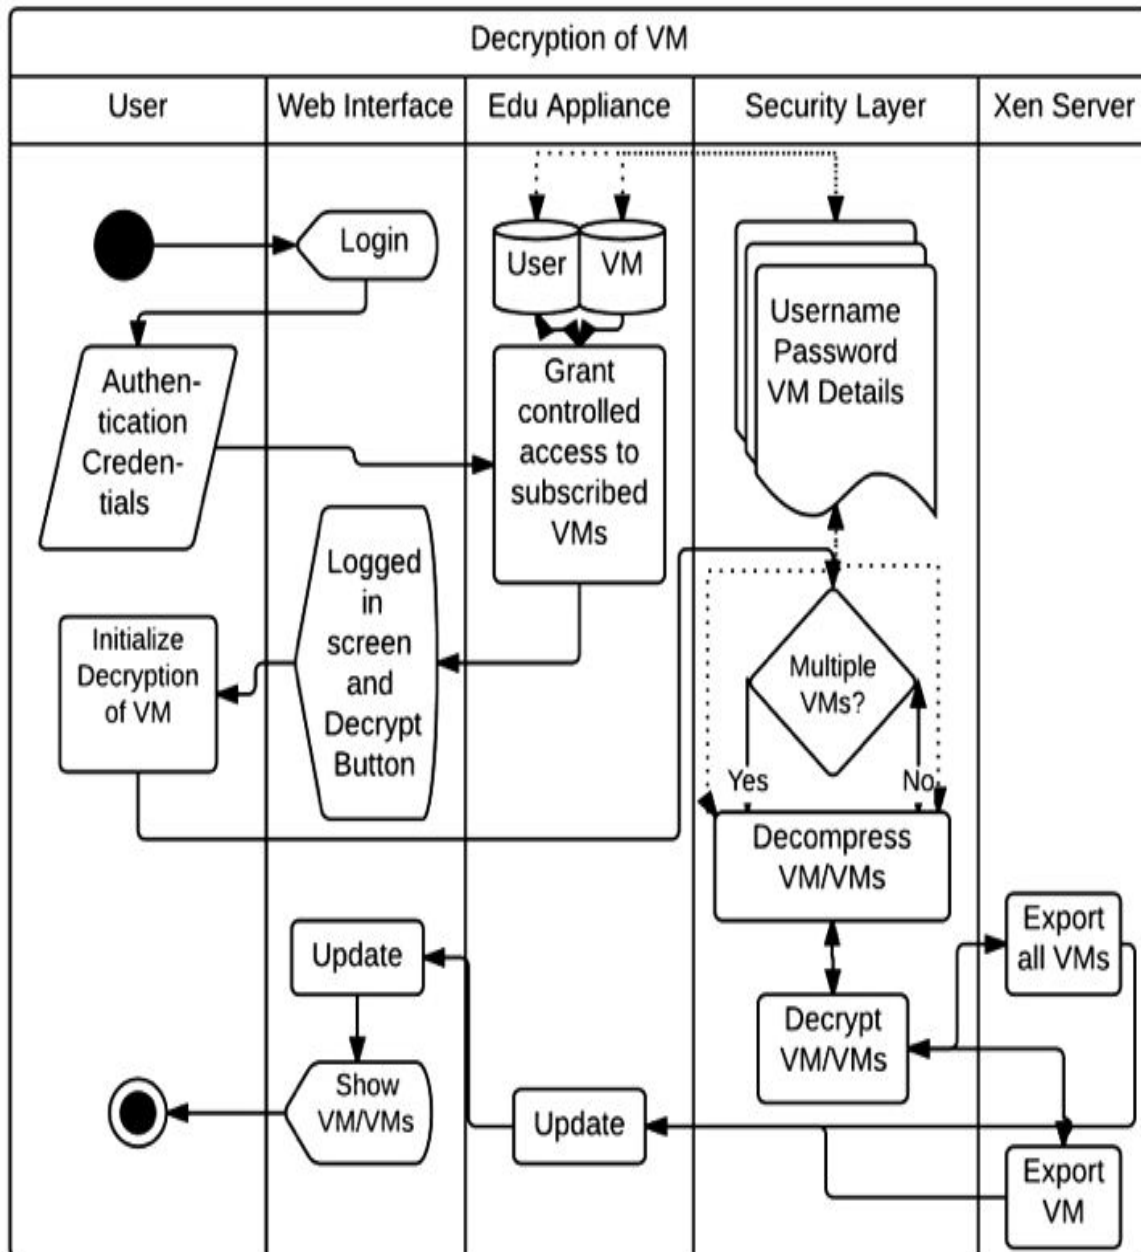 Decryption of VM
User
Web Interface
Edu Appliance
Security Layer
Xen Server
Login
User
VM
Username
Password
VM Details
Authen-
tication
Creden-
tials
Grant
controlled
access to
subscribed
VMs
Logged
in
screen
and
Decrypt
Button
Initialize
Decryption
of VM
Multiple
VMs?
Yes
No
Decompress
VM/VMs
Export
all VMs
Update
Decrypt
VM/VMs
Show
VM/VMs
Update
Export
VM